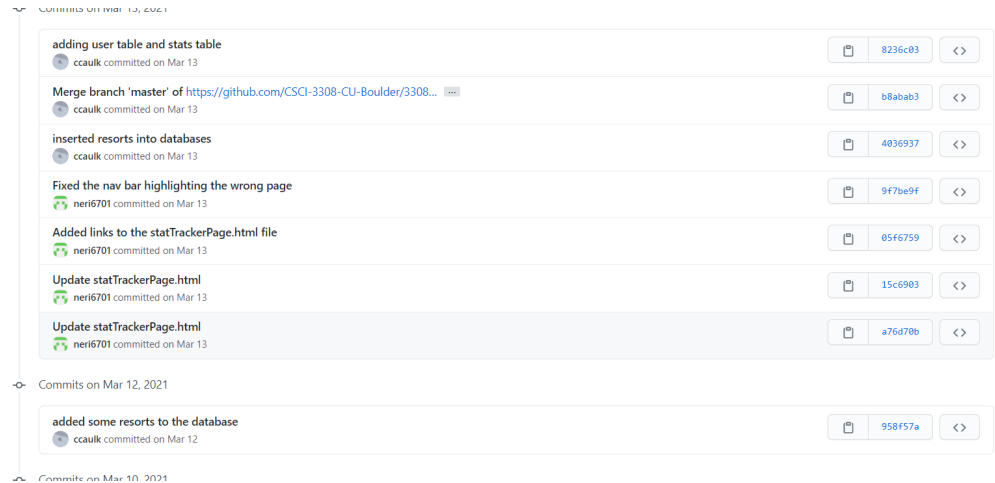 Commits on Mar 13, 2021
adding user table and stats table
ccaulk committed on Mar 13
8236c03
Merge branch 'master' of https://github.com/CSCI-3308-CU-Boulder/3308... ...
ccaulk committed on Mar 13
b8abab3
inserted resorts into databases
ccaulk committed on Mar 13
4036937
Fixed the nav bar highlighting the wrong page
neri6701 committed on Mar 13
9f7be9f
Added links to the statTrackerPage.html file
neri6701 committed on Mar 13
05f6759
Update statTrackerPage.html
neri6701 committed on Mar 13
15c6903
Update statTrackerPage.html
neri6701 committed on Mar 13
a76d70b
Commits on Mar 12, 2021
added some resorts to the database
ccaulk committed on Mar 12
958f57a
Commits on Mar 10, 2021